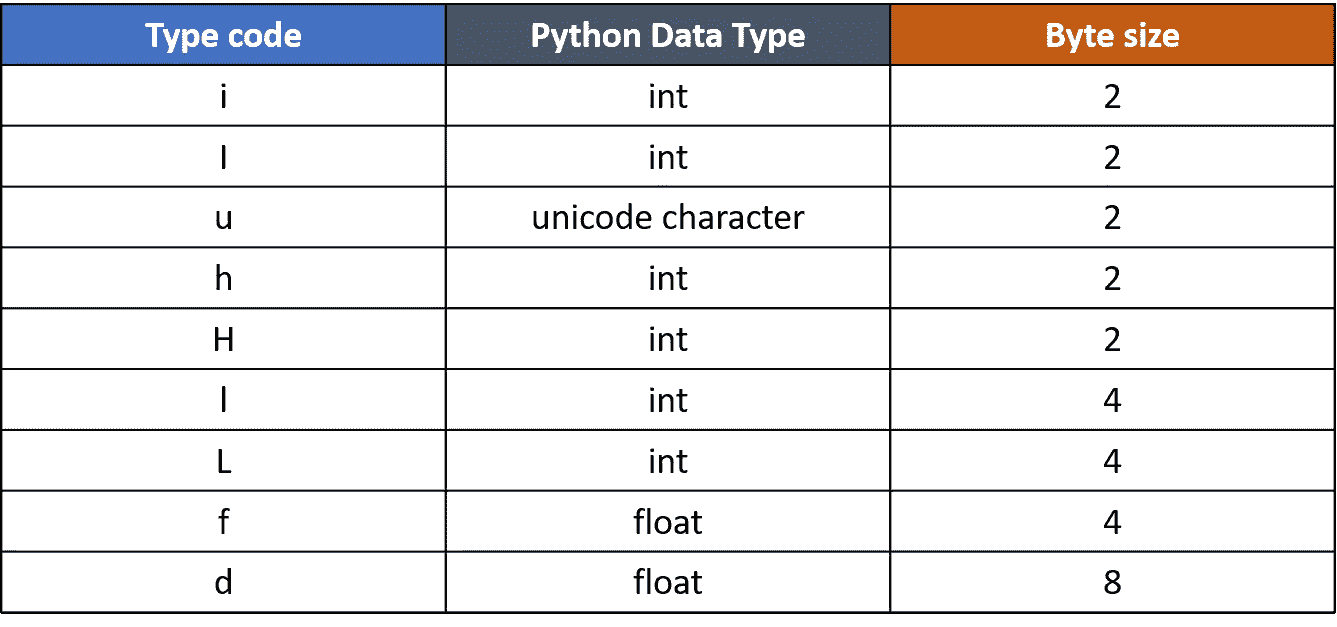 Type code Python Data Type Byte size
i int 2
I int 2
u unicode character 2
h int 2
H int 2
l int 4
L int 4
f float 4
d float 8